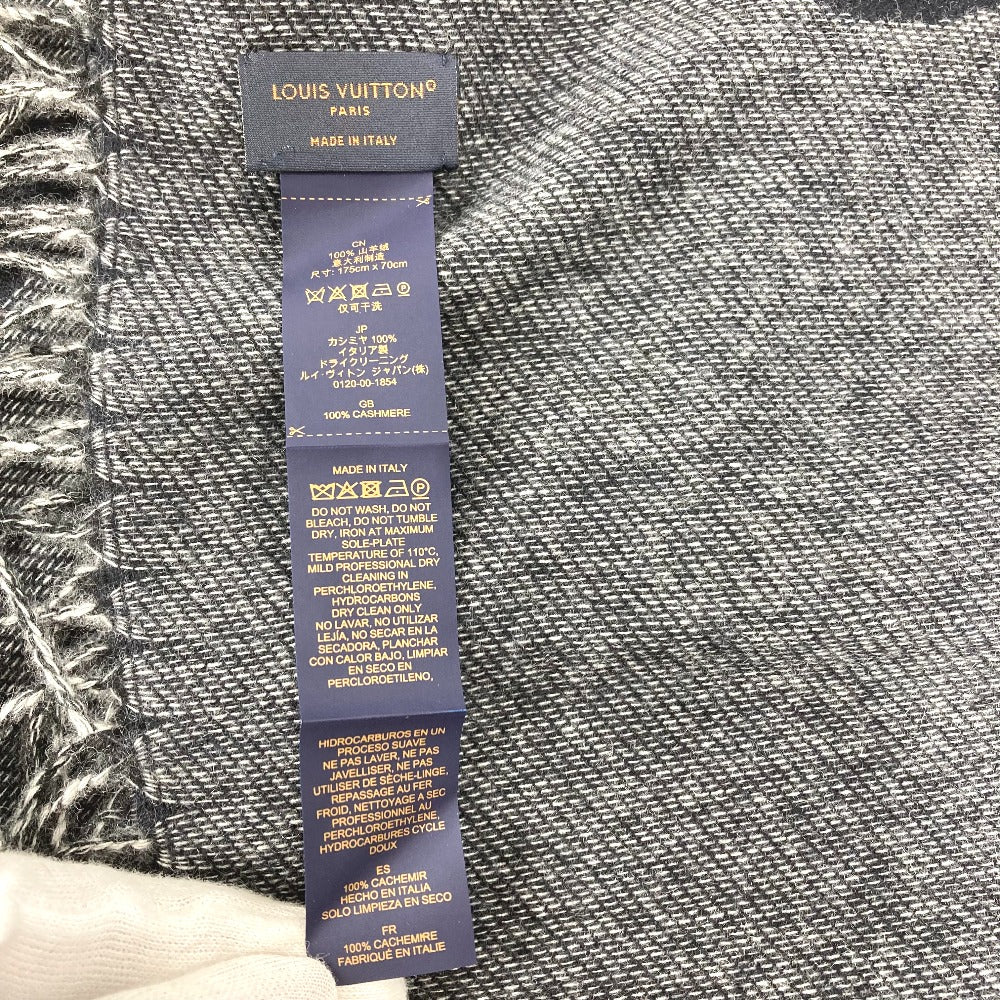 LOUIS VUITTON®
PARIS
MADE IN ITALY
CN
100% 山羊绒
意大利制造
尺寸: 175cm x 70cm
仅可干洗
JP
カシミヤ 100%
イタリア製
ドライクリーニング
ルイ・ヴィトン ジャパン(株)
0120-00-1854
GB
100% CASHMERE
MADE IN ITALY
DO NOT WASH, DO NOT
BLEACH, DO NOT TUMBLE
DRY, IRON AT MAXIMUM
SOLE-PLATE
TEMPERATURE OF 110°C,
MILD PROFESSIONAL DRY
CLEANING IN
PERCHLOROETHYLENE,
HYDROCARBONS
DRY CLEAN ONLY
NO LAVAR, NO UTILIZAR
LEJÍA, NO SECAR EN LA
SECADORA, PLANCHAR
CON CALOR BAJO, LIMPIAR
EN SECO EN
PERCLOROETILENO,
HIDROCARBUROS EN UN
PROCESO SUAVE
NE PAS LAVER, NE PAS
JAVELLISER, NE PAS
UTILISER DE SÈCHE-LINGE,
REPASSAGE AU FER
FROID, NETTOYAGE A SEC
PROFESSIONNEL AU
PERCHLOROÉTHYLÈNE,
HYDROCARBURES CYCLE
DOUX
ES
100% CACHEMIR
HECHO EN ITALIA
SOLO LIMPIEZA EN SECO
FR
100% CACHEMIRE
FABRIQUÉ EN ITALIE